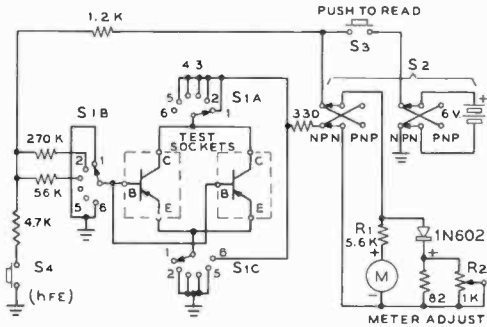 PUSH TO READ
1.2 K
S3
S2
4 3
5
2
6
1
S1A
S1B
330
NPN PNP
NPN PNP
6V.
+
TEST
SOCKETS
270 K
2
1
56 K
5
6
C
B
E
C
B
E
4.7K
R1
5.6K
+
1N602
M
-
+
R2
1K
82
1
2
5
6
S1C
S4
(hFE)
METER ADJUST